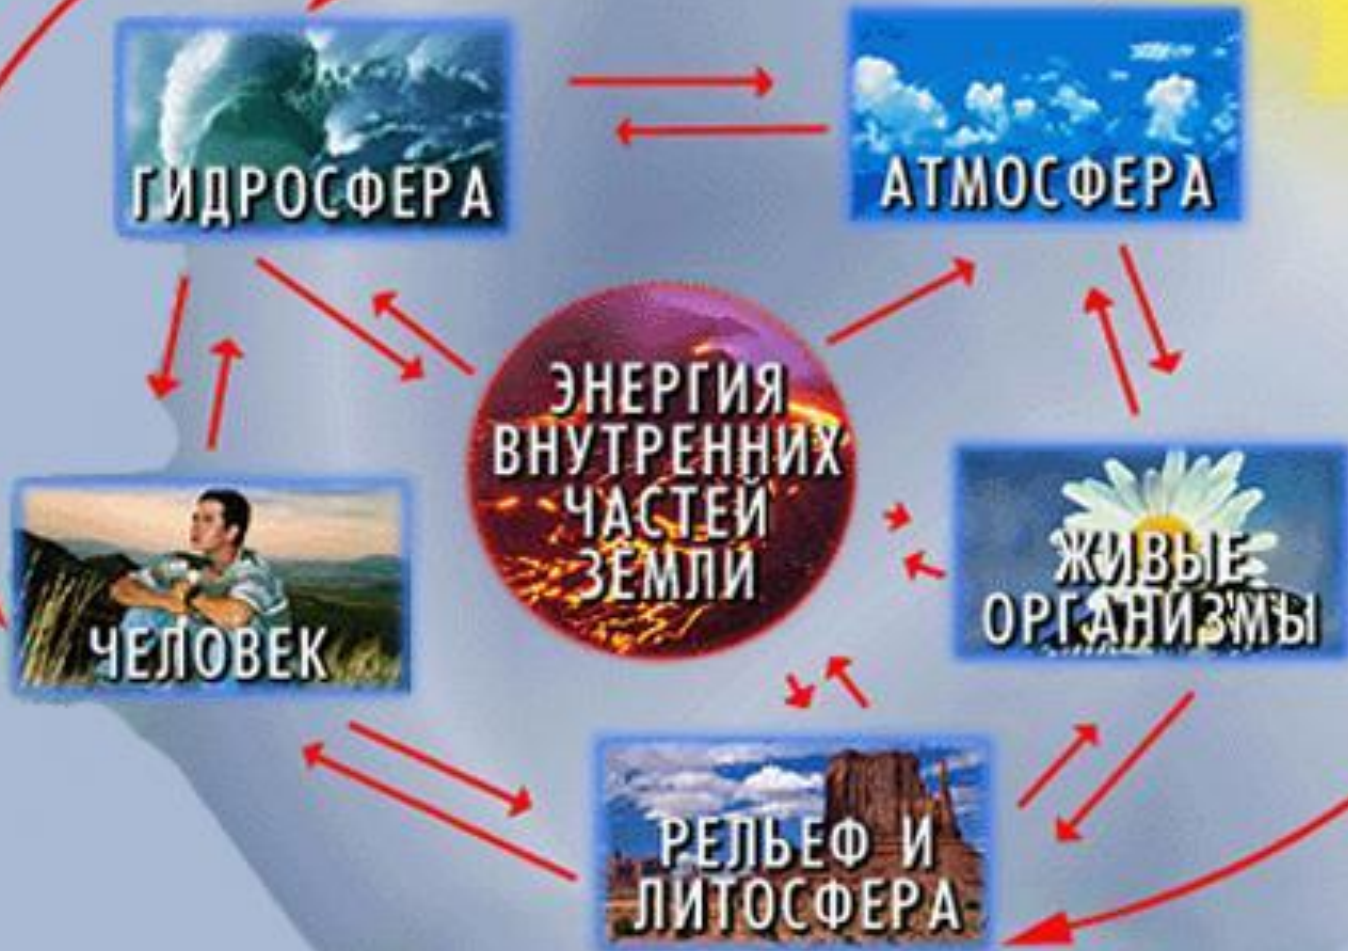 ГИДРОСФЕРА
АТМОСФЕРА
ЭНЕРГИЯ
ВНУТРЕННИХ
ЧАСТЕЙ
ЗЕМЛИ
ЖИВЫЕ
ОРГАНИЗМЫ
ЧЕЛОВЕК
РЕЛЬЕФ И
ЛИТОСФЕРА